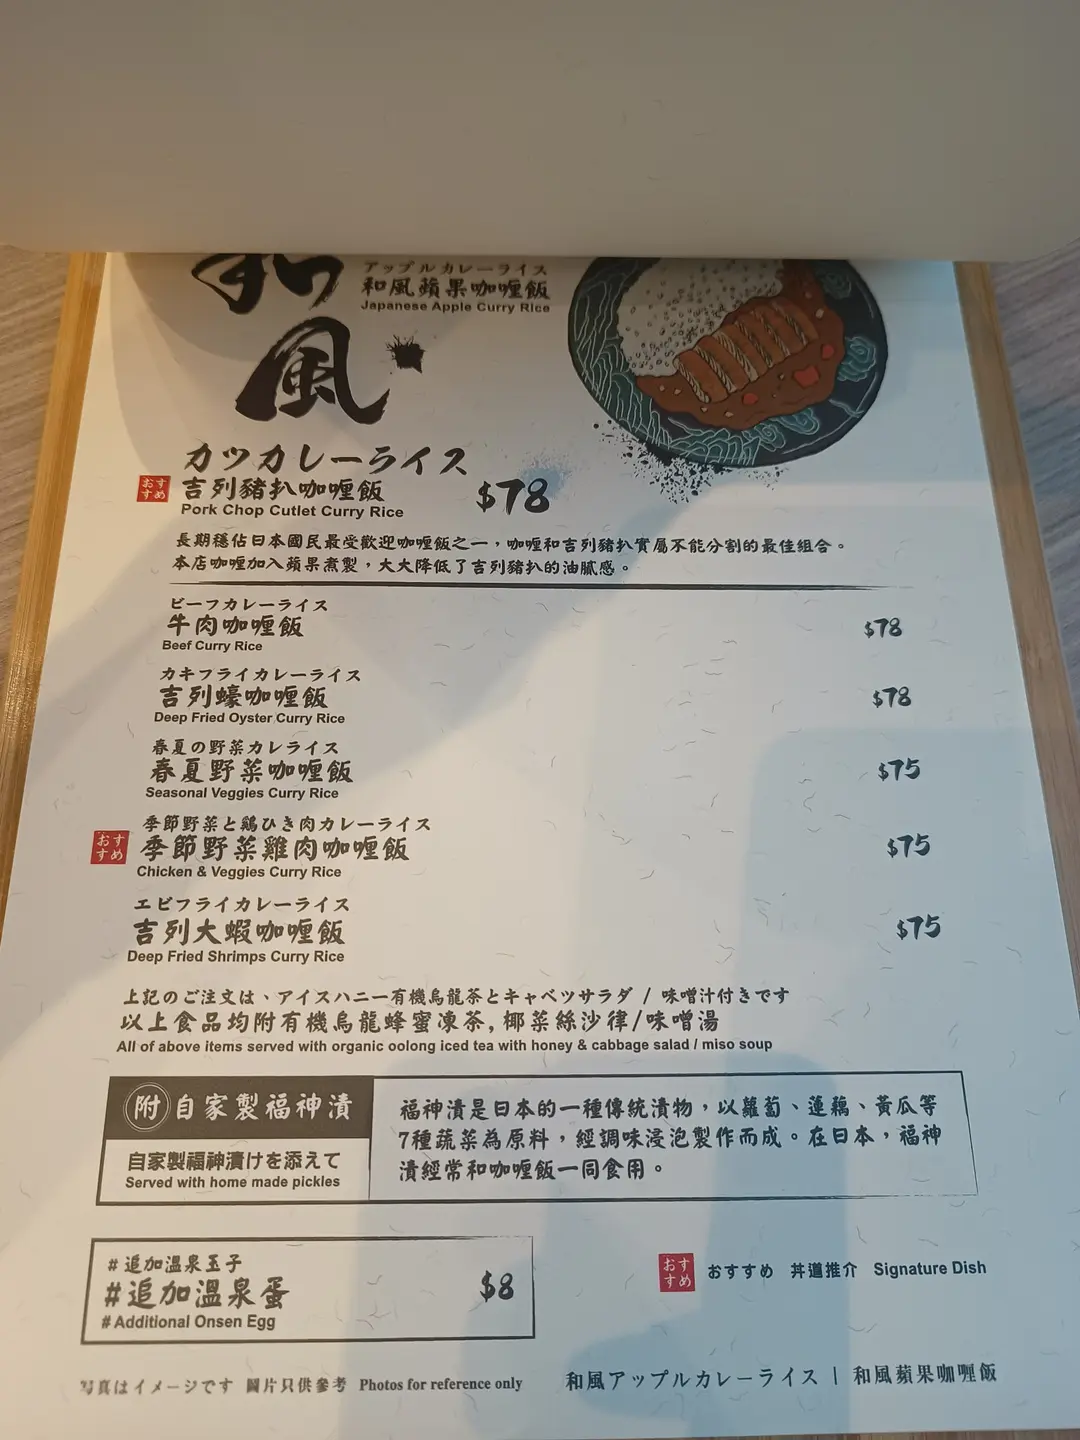 和
風
アップルカレーライス
和風蘋果咖喱飯
Japanese Apple Curry Rice
カツカレーライス
おす
すめ
吉列豬扒咖喱飯
$78
Pork Chop Cutlet Curry Rice
長期穩佔日本國民最受歡迎咖喱飯之一，咖喱和吉列豬扒實屬不能分割的最佳組合。
本店咖喱加入蘋果煮製，大大降低了吉列豬扒的油膩感。
ビーフカレーライス
牛肉咖喱飯
Beef Curry Rice
$78
カキフライカレーライス
吉列蠔咖喱飯
Deep Fried Oyster Curry Rice
$78
春夏の野菜カレライス
春夏野菜咖喱飯
Seasonal Veggies Curry Rice
$75
季節野菜と鶏ひき肉カレーライス
おす
すめ
季節野菜雞肉咖喱飯
Chicken & Veggies Curry Rice
$75
エビフライカレーライス
吉列大蝦咖喱飯
Deep Fried Shrimps Curry Rice
$75
上記のご注文は、アイスハニー有機烏龍茶とキャベツサラダ / 味噌汁付きです
以上食品均附有機烏龍蜂蜜凍茶, 椰菜絲沙律/味噌湯
All of above items served with organic oolong iced tea with honey & cabbage salad / miso soup
附 自家製福神漬
自家製福神漬けを添えて
Served with home made pickles
福神漬是日本的一種傳統漬物，以蘿蔔、蓮藕、黃瓜等
7種蔬菜為原料，經調味浸泡製作而成。在日本，福神
漬經常和咖喱飯一同食用。
# 追加溫泉玉子
#追加溫泉蛋
# Additional Onsen Egg
$8
おす
すめ
おすすめ 丼道推介 Signature Dish
写真はイメージです 圖片只供參考 Photos for reference only
和風アップルカレーライス | 和風蘋果咖喱飯